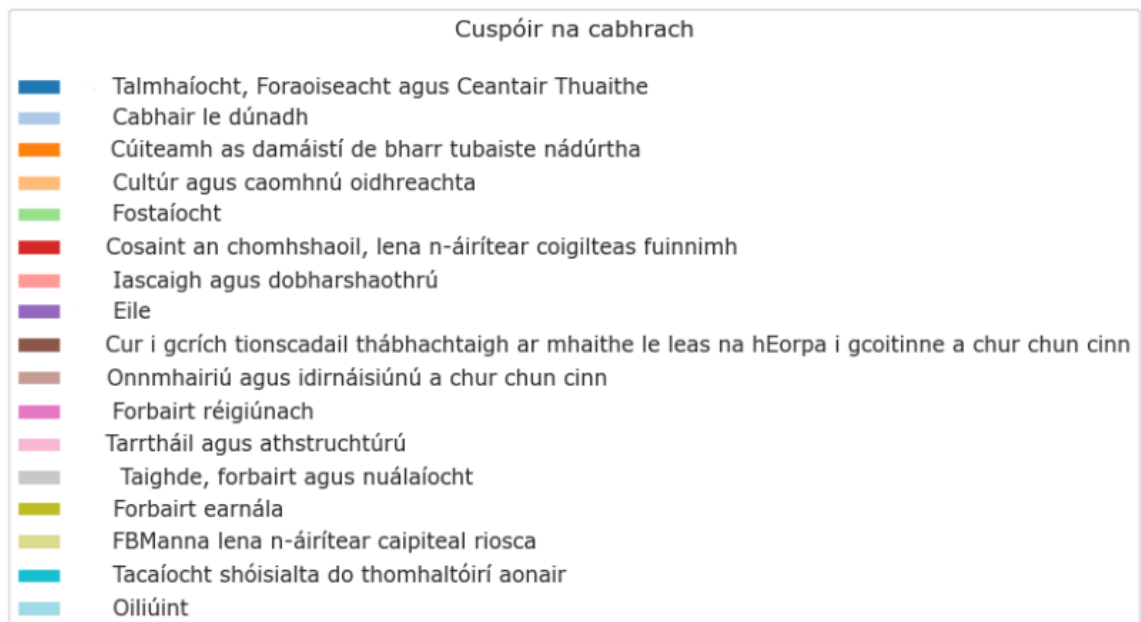 Cuspóir na cabhrach
Talmhaíocht, Foraoiseacht agus Ceantair Thuaithe
Cabhair le dúnadh
Cúiteamh as damáistí de bharr tubaiste nádúrtha
Cultúr agus caomhnú oidhreachta
Fostaíocht
Cosaint an chomhshaoil, lena n-áirítear coigilteas fuinnimh
Iascaigh agus dobharshaothrú
Eile
Cur i gcrích tionscadail thábhachtaigh ar mhaithe le leas na hEorpa i gcoitinne a chur chun cinn
Onnmhairiú agus idirnáisiúnú a chur chun cinn
Forbairt réigiúnach
Tarrtháil agus athstruchtúrú
Taighde, forbairt agus nuálaíocht
Forbairt earnála
FBManna lena n-áirítear caipiteal riosca
Tacaíocht shóisialta do thomhaltóirí aonair
Oiliúint